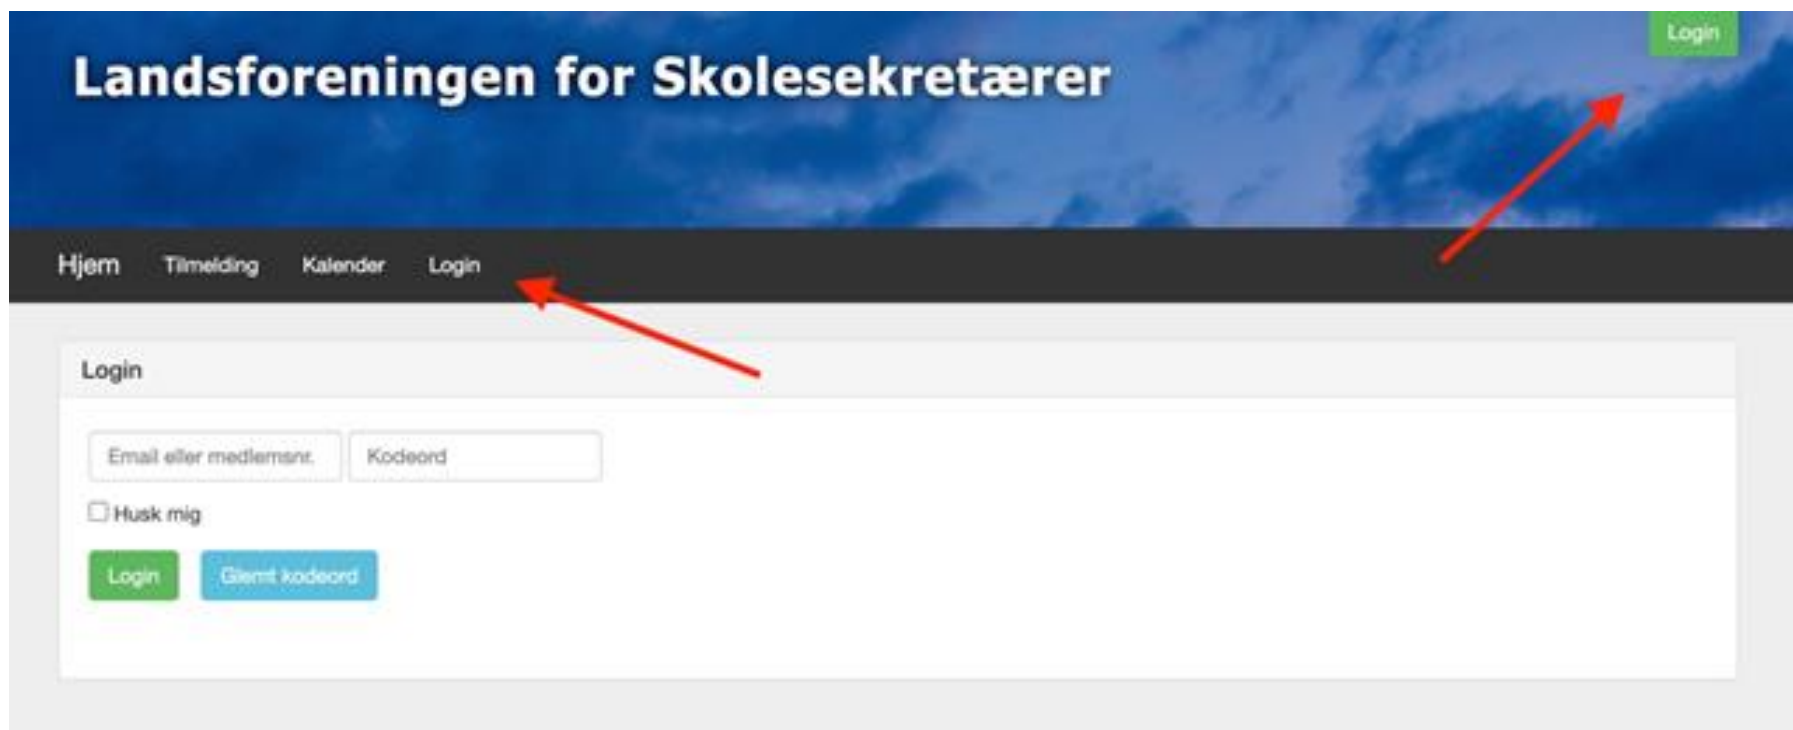 Login
Landsforeningen for Skolesekretærer
Hjem Tilmelding Kalender Login
Login
Email eller medlemsnr. Kodeord
Husk mig
Login Glemt kodeord